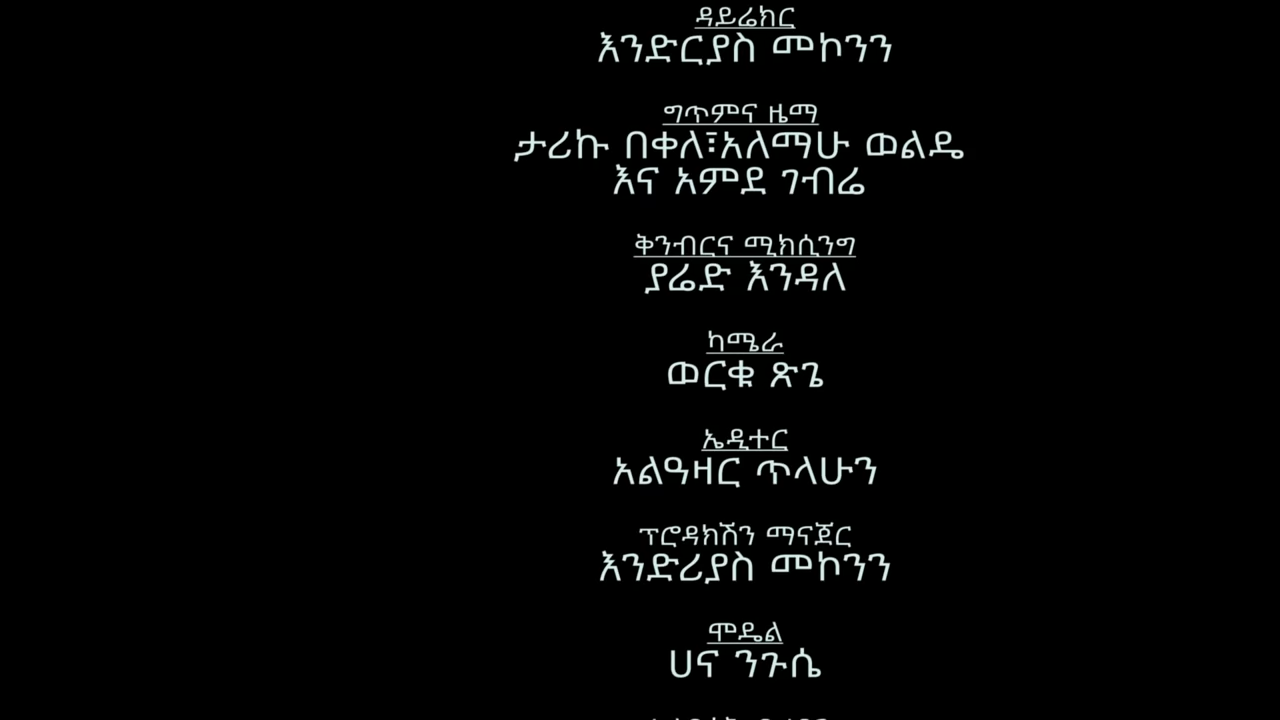 ዳይሬክር
እንድርያስ መኮንን
ግጥምና ዜማ
ታሪኩ በቀለ፣አለማሁ ወልዴ
እና አምደ ገብሬ
ቅንብርና ሚክሲንግ
ያሬድ እንዳለ
ካሜራ
ወርቁ ጽጌ
ኤዲተር
አልዓዛር ጥላሁን
ፕሮዳክሽን ማናጀር
እንድሪያስ መኮንን
ሞዴል
ሀና ንጉሴ